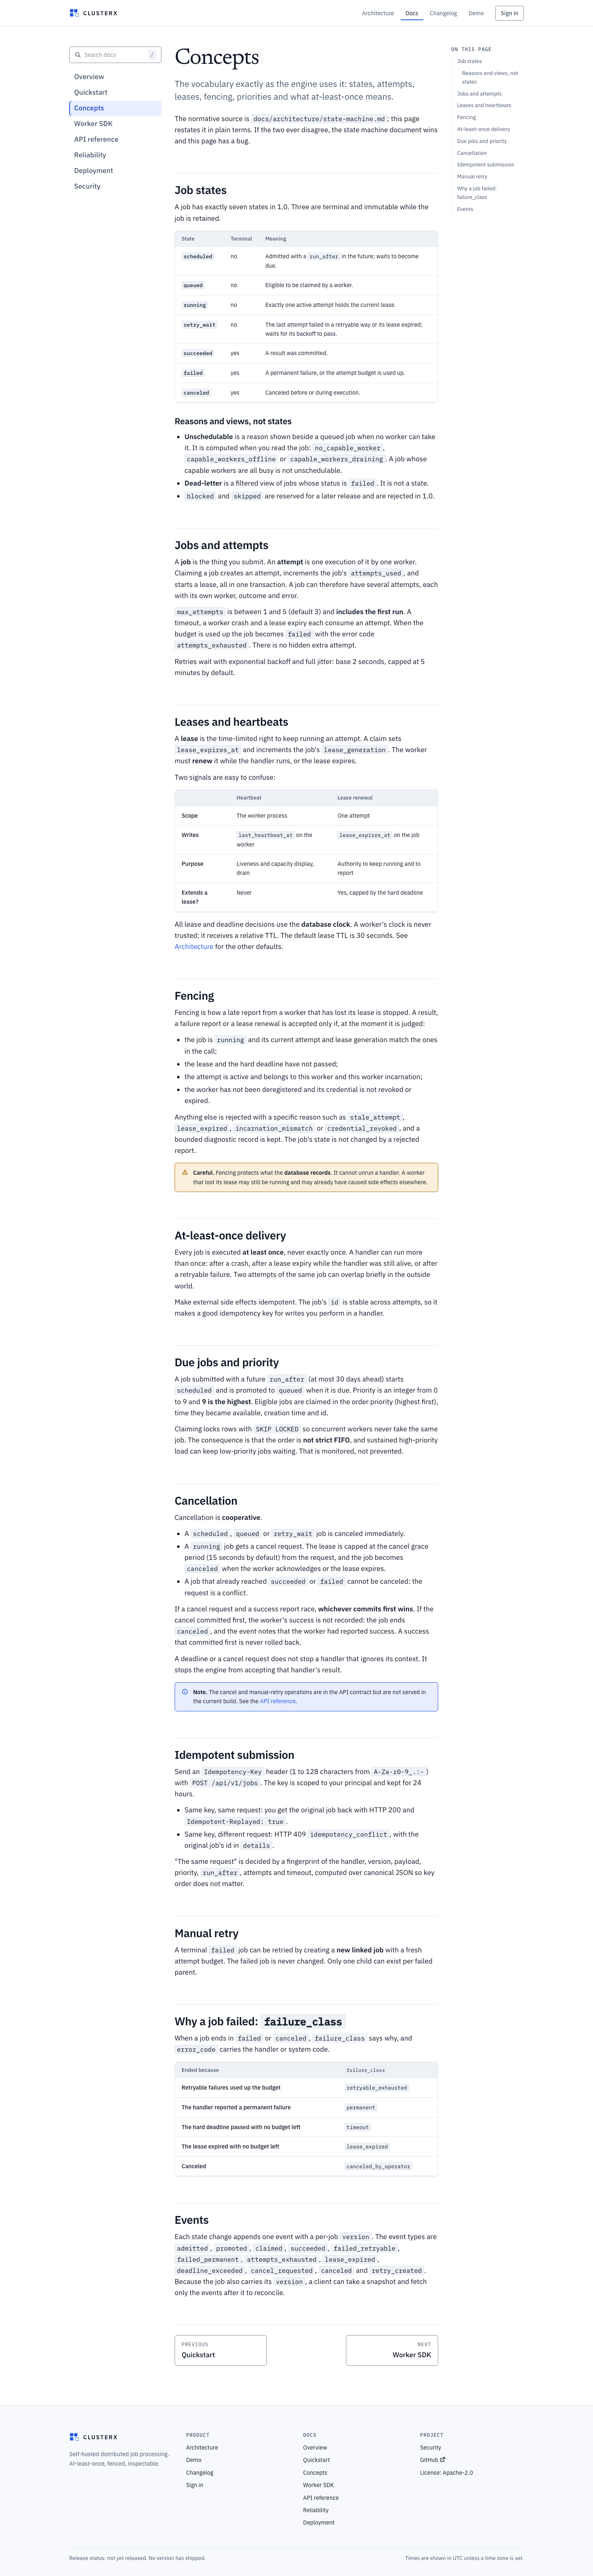 CLUSTERX
Architecture
Docs
Changelog
Demo
Sign in
Search docs
/
Overview
Quickstart
Concepts
Worker SDK
API reference
Reliability
Deployment
Security
Concepts
The vocabulary exactly as the engine uses it: states, attempts,
leases, fencing, priorities and what at-least-once means.
The normative source is docs/architecture/state-machine.md; this page
restates it in plain terms. If the two ever disagree, the state machine document wins
and this page has a bug.
Job states
A job has exactly seven states in 1.0. Three are terminal and immutable while the
job is retained.
State Terminal Meaning
scheduled no Admitted with a run_after in the future; waits to become
due.
queued no Eligible to be claimed by a worker.
running no Exactly one active attempt holds the current lease.
retry_wait no The last attempt failed in a retryable way or its lease expired;
waits for its backoff to pass.
succeeded yes A result was committed.
failed yes A permanent failure, or the attempt budget is used up.
canceled yes Canceled before or during execution.
Reasons and views, not states
• Unschedulable is a reason shown beside a queued job when no worker can take
it. It is computed when you read the job: no_capable_worker,
capable_workers_offline or capable_workers_draining. A job whose
capable workers are all busy is not unschedulable.
• Dead-letter is a filtered view of jobs whose status is failed. It is not a state.
• blocked and skipped are reserved for a later release and are rejected in 1.0.
Jobs and attempts
A job is the thing you submit. An attempt is one execution of it by one worker.
Claiming a job creates an attempt, increments the job's attempts_used, and
starts a lease, all in one transaction. A job can therefore have several attempts, each
with its own worker, outcome and error.
max_attempts is between 1 and 5 (default 3) and includes the first run. A
timeout, a worker crash and a lease expiry each consume an attempt. When the
budget is used up the job becomes failed with the error code
attempts_exhausted. There is no hidden extra attempt.
Retries wait with exponential backoff and full jitter: base 2 seconds, capped at 5
minutes by default.
Leases and heartbeats
A lease is the time-limited right to keep running an attempt. A claim sets
lease_expires_at and increments the job's lease_generation. The worker
must renew it while the handler runs, or the lease expires.
Two signals are easy to confuse:
Heartbeat Lease renewal
Scope The worker process One attempt
Writes last_heartbeat_at on the
worker
lease_expires_at on the job
Purpose Liveness and capacity display,
drain
Authority to keep running and to
report
Extends a
lease?
Never Yes, capped by the hard deadline
All lease and deadline decisions use the database clock. A worker's clock is never
trusted; it receives a relative TTL. The default lease TTL is 30 seconds. See
Architecture for the other defaults.
Fencing
Fencing is how a late report from a worker that has lost its lease is stopped. A result,
a failure report or a lease renewal is accepted only if, at the moment it is judged:
• the job is running and its current attempt and lease generation match the ones
in the call;
• the lease and the hard deadline have not passed;
• the attempt is active and belongs to this worker and this worker incarnation;
• the worker has not been deregistered and its credential is not revoked or
expired.
Anything else is rejected with a specific reason such as stale_attempt,
lease_expired, incarnation_mismatch or credential_revoked, and a
bounded diagnostic record is kept. The job's state is not changed by a rejected
report.
Careful. Fencing protects what the database records. It cannot unrun a handler. A worker
that lost its lease may still be running and may already have caused side effects elsewhere.
At-least-once delivery
Every job is executed at least once, never exactly once. A handler can run more
than once: after a crash, after a lease expiry while the handler was still alive, or after
a retryable failure. Two attempts of the same job can overlap briefly in the outside
world.
Make external side effects idempotent. The job's id is stable across attempts, so it
makes a good idempotency key for writes you perform in a handler.
Due jobs and priority
A job submitted with a future run_after (at most 30 days ahead) starts
scheduled and is promoted to queued when it is due. Priority is an integer from 0
to 9 and 9 is the highest. Eligible jobs are claimed in the order priority (highest first),
time they became available, creation time and id.
Claiming locks rows with SKIP LOCKED so concurrent workers never take the same
job. The consequence is that the order is not strict FIFO, and sustained high-priority
load can keep low-priority jobs waiting. That is monitored, not prevented.
Cancellation
Cancellation is cooperative.
• A scheduled, queued or retry_wait job is canceled immediately.
• A running job gets a cancel request. The lease is capped at the cancel grace
period (15 seconds by default) from the request, and the job becomes
canceled when the worker acknowledges or the lease expires.
• A job that already reached succeeded or failed cannot be canceled: the
request is a conflict.
If a cancel request and a success report race, whichever commits first wins. If the
cancel committed first, the worker's success is not recorded: the job ends
canceled, and the event notes that the worker had reported success. A success
that committed first is never rolled back.
A deadline or a cancel request does not stop a handler that ignores its context. It
stops the engine from accepting that handler's result.
Note. The cancel and manual-retry operations are in the API contract but are not served in
the current build. See the API reference.
Idempotent submission
Send an Idempotency-Key header (1 to 128 characters from A-Za-z0-9_.:-)
with POST /api/v1/jobs. The key is scoped to your principal and kept for 24
hours.
• Same key, same request: you get the original job back with HTTP 200 and
Idempotent-Replayed: true.
• Same key, different request: HTTP 409 idempotency_conflict, with the
original job's id in details.
"The same request" is decided by a fingerprint of the handler, version, payload,
priority, run_after, attempts and timeout, computed over canonical JSON so key
order does not matter.
Manual retry
A terminal failed job can be retried by creating a new linked job with a fresh
attempt budget. The failed job is never changed. Only one child can exist per failed
parent.
Why a job failed: failure_class
When a job ends in failed or canceled, failure_class says why, and
error_code carries the handler or system code.
Ended because failure_class
Retryable failures used up the budget retryable_exhausted
The handler reported a permanent failure permanent
The hard deadline passed with no budget left timeout
The lease expired with no budget left lease_expired
Canceled canceled_by_operator
Events
Each state change appends one event with a per-job version. The event types are
admitted, promoted, claimed, succeeded, failed_retryable,
failed_permanent, attempts_exhausted, lease_expired,
deadline_exceeded, cancel_requested, canceled and retry_created.
Because the job also carries its version, a client can take a snapshot and fetch
only the events after it to reconcile.
PREVIOUS
Quickstart
NEXT
Worker SDK
ON THIS PAGE
Job states
Reasons and views, not
states
Jobs and attempts
Leases and heartbeats
Fencing
At-least-once delivery
Due jobs and priority
Cancellation
Idempotent submission
Manual retry
Why a job failed:
failure_class
Events
CLUSTERX
Self-hosted distributed job processing.
At-least-once, fenced, inspectable.
PRODUCT
Architecture
Demo
Changelog
Sign in
DOCS
Overview
Quickstart
Concepts
Worker SDK
API reference
Reliability
Deployment
PROJECT
Security
GitHub
License: Apache-2.0
Release status: not yet released. No version has shipped.
Times are shown in UTC unless a time zone is set.